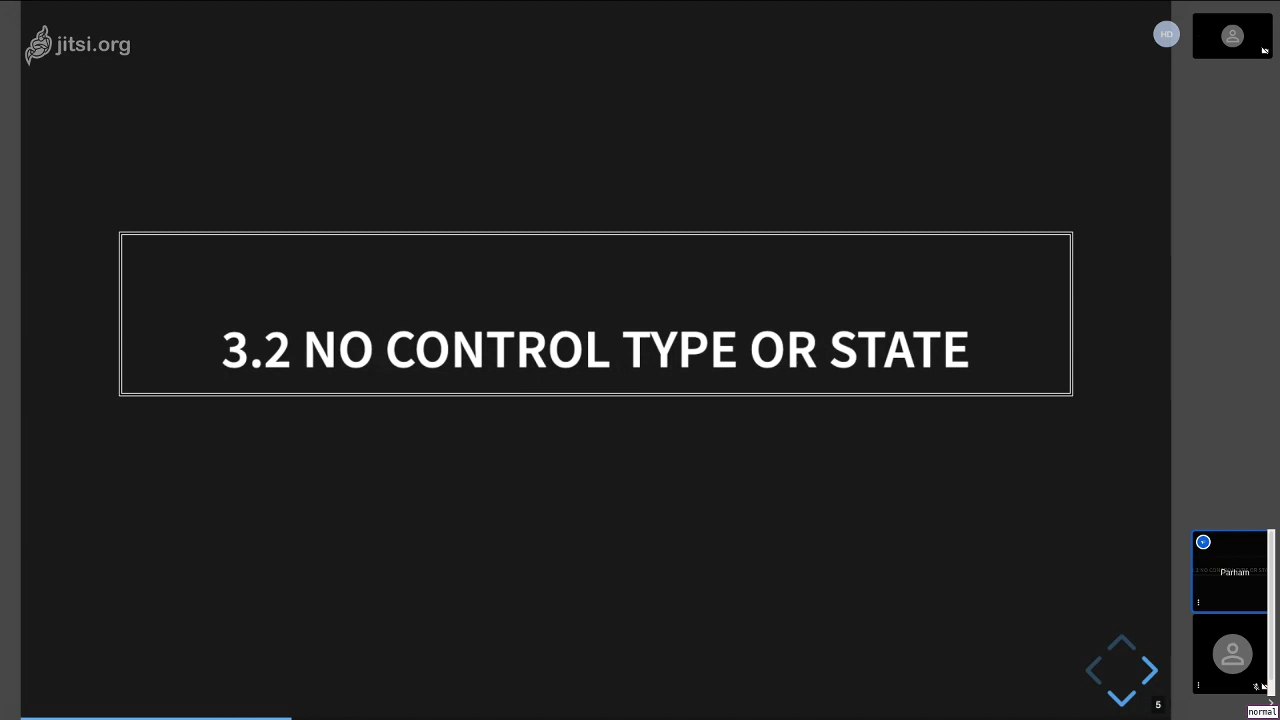 jitsi.org
HD
3.2 NO CONTROL TYPE OR STATE
Parham
5
normal